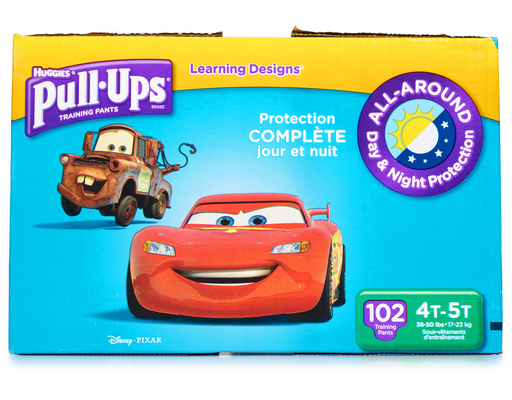 HUGGIES
Pull-Ups
TRAINING PANTS
BRAND
Learning Designs®
Protection
COMPLÈTE
jour et nuit
ALL-AROUND
Day & Night Protection
Disney • PIXAR
102
Training
Pants
4T-5T
38-50 lbs • 17-23 kg
Sous-vêtements
d'entraînement